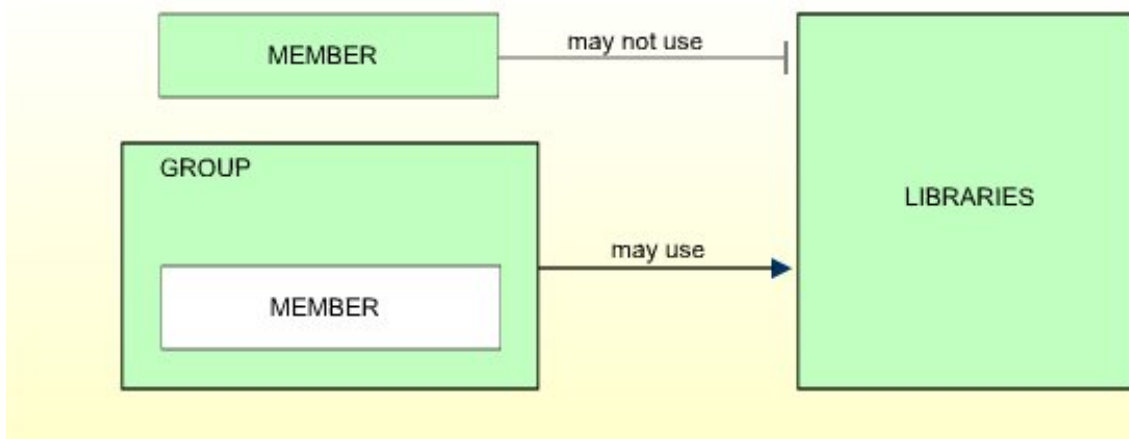 MEMBER
may not use
GROUP
LIBRARIES
may use
MEMBER